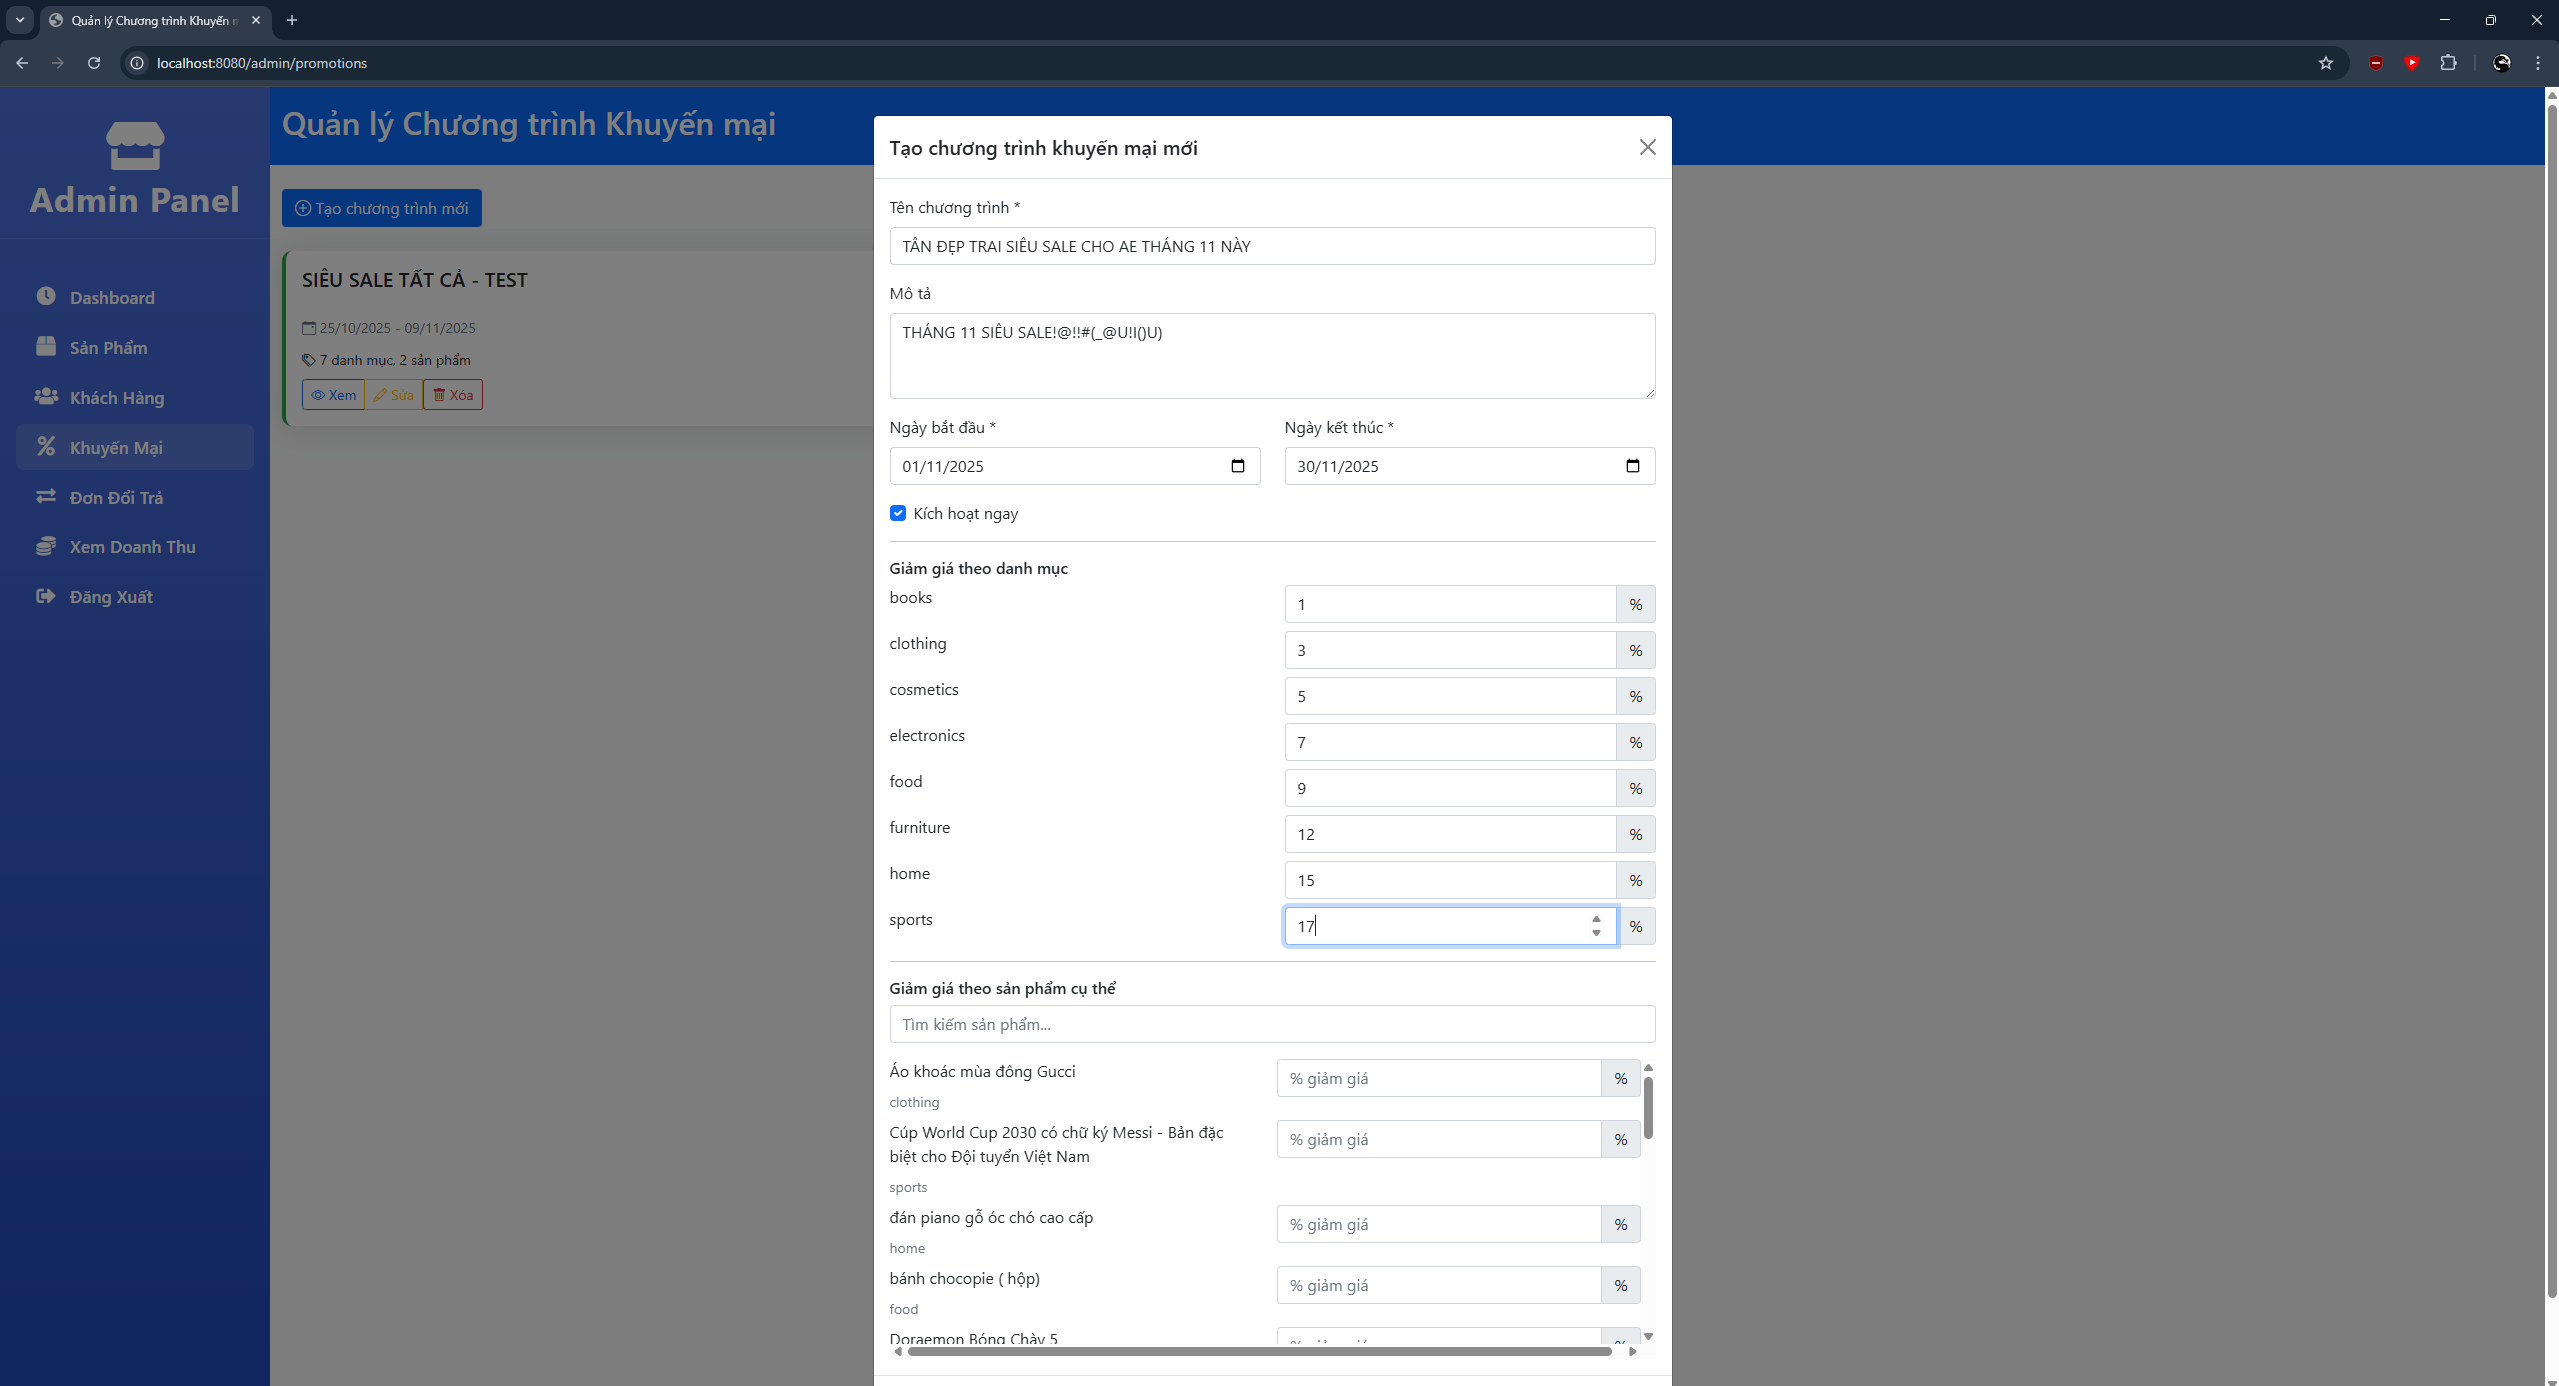 Quản lý Chương trình Khuyến m
localhost:8080/admin/promotions
Admin Panel
Dashboard
Sản Phẩm
Khách Hàng
Khuyến Mại
Đơn Đổi Trả
Xem Doanh Thu
Đăng Xuất
Quản lý Chương trình Khuyến mại
Tạo chương trình mới
SIÊU SALE TẤT CẢ - TEST
25/10/2025 - 09/11/2025
7 danh mục, 2 sản phẩm
Xem Sửa Xóa
Tạo chương trình khuyến mại mới
Tên chương trình *
TÂN ĐẸP TRAI SIÊU SALE CHO AE THÁNG 11 NÀY
Mô tả
THÁNG 11 SIÊU SALE!@!!#(_@U!I()U)
Ngày bắt đầu * Ngày kết thúc *
01/11/2025 30/11/2025
Kích hoạt ngay
Giảm giá theo danh mục
books 1 %
clothing 3 %
cosmetics 5 %
electronics 7 %
food 9 %
furniture 12 %
home 15 %
sports 17 %
Giảm giá theo sản phẩm cụ thể
Tìm kiếm sản phẩm...
Áo khoác mùa đông Gucci % giảm giá %
clothing
Cúp World Cup 2030 có chữ ký Messi - Bản đặc % giảm giá %
biệt cho Đội tuyển Việt Nam
sports
đán piano gỗ óc chó cao cấp % giảm giá %
home
bánh chocopie ( hộp) % giảm giá %
food
Doraemon Bóng Chày 5 % giảm giá %